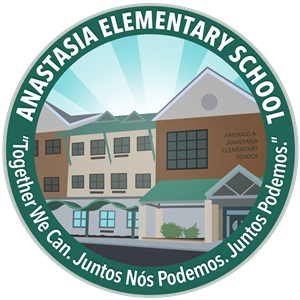 ANASTASIA ELEMENTARY SCHOOL
AMERIGO A.
ANASTASIA
ELEMENTARY
SCHOOL
"Together We Can. Juntos Nós Podemos. Juntos Podemos."